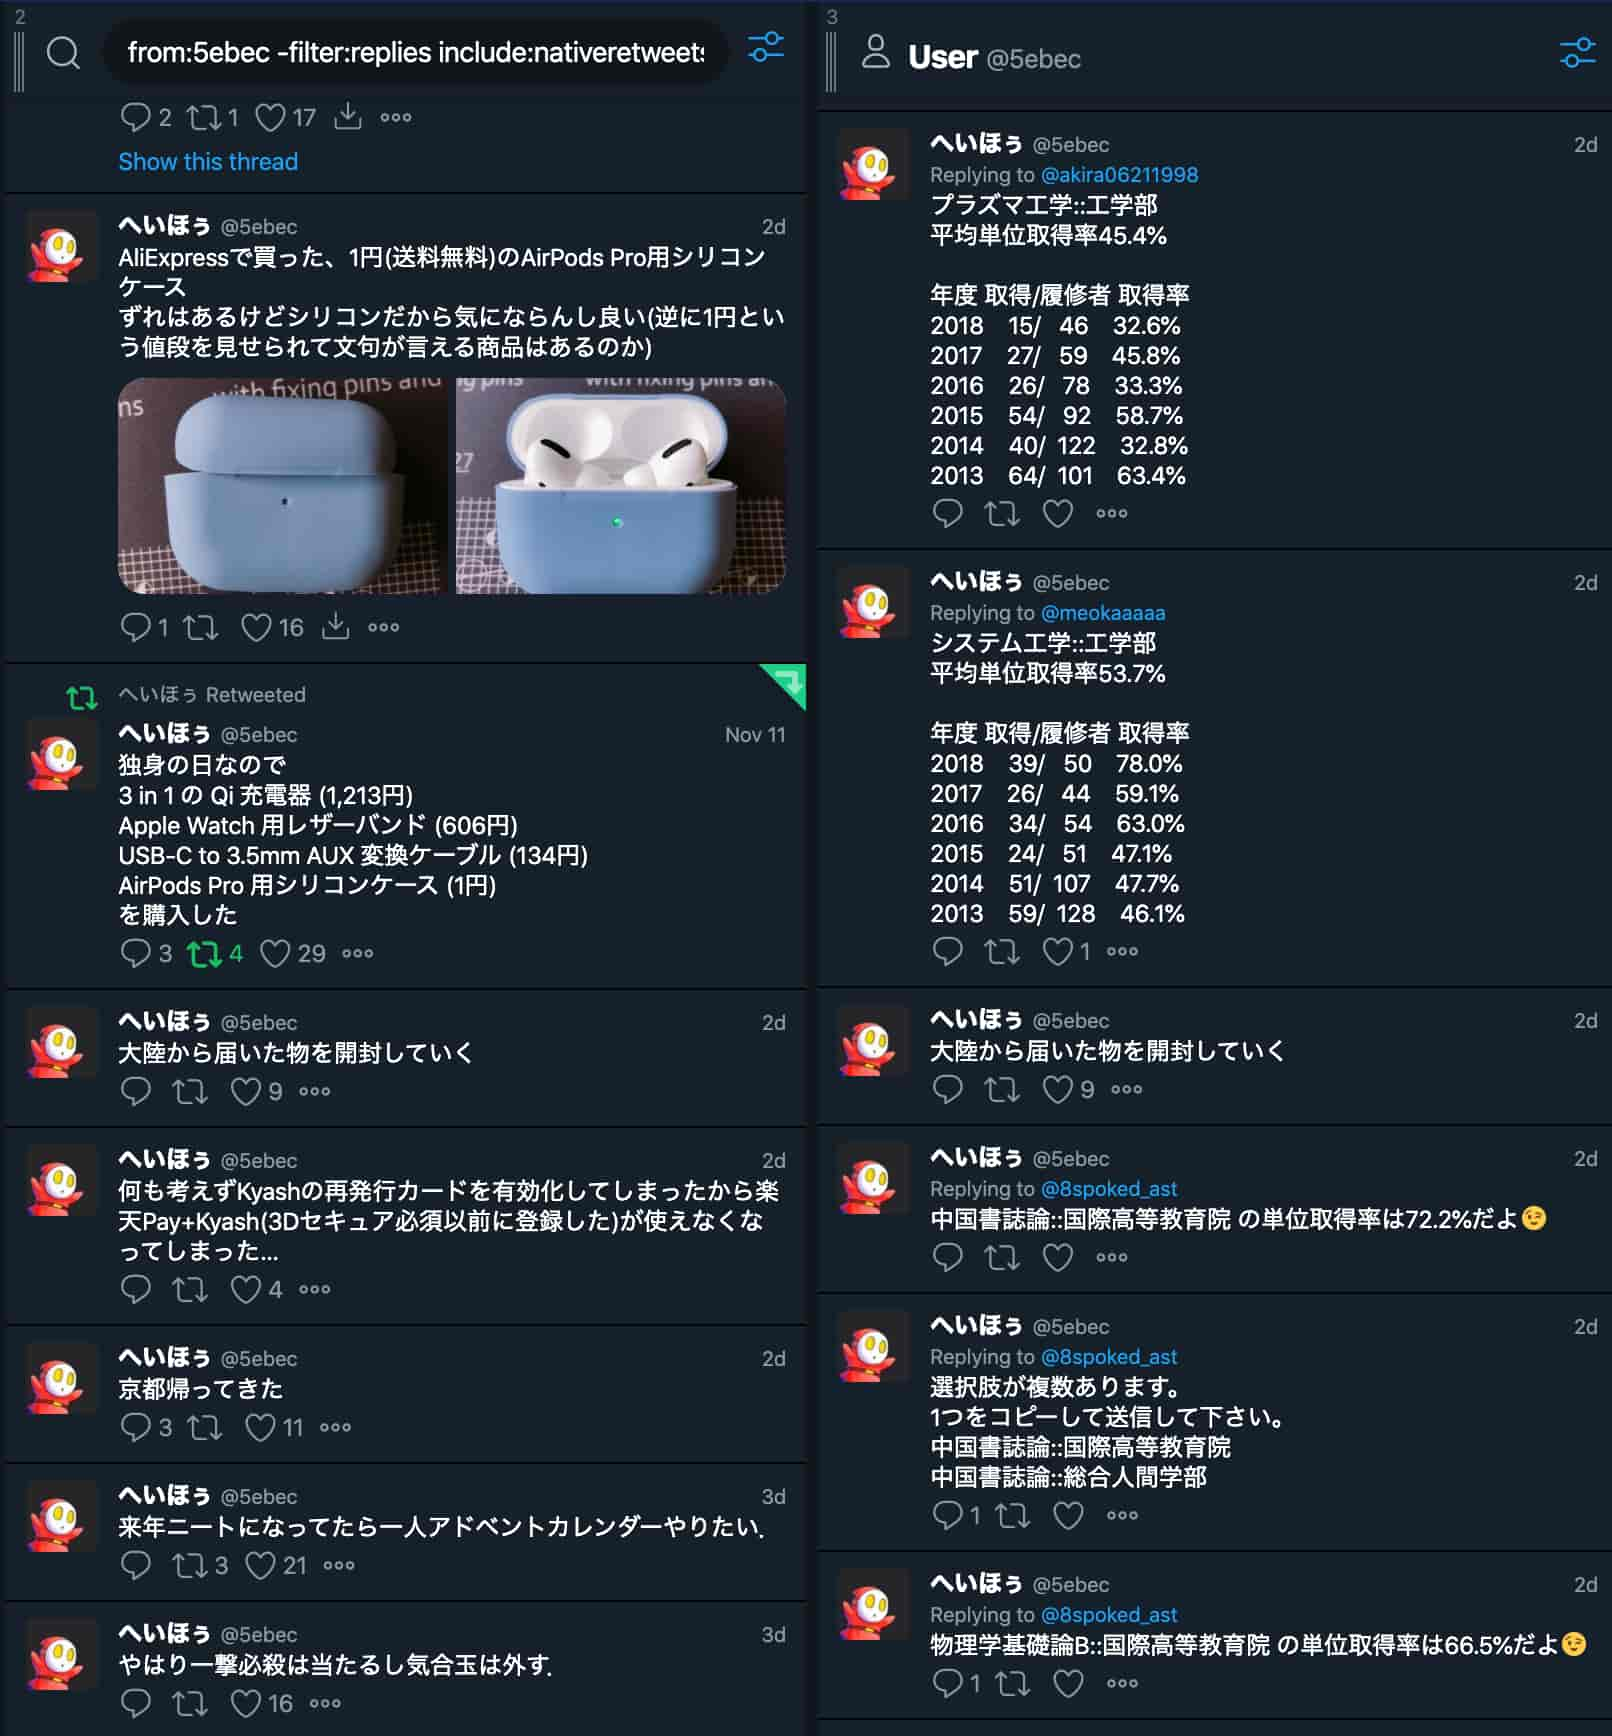 2
from:5ebec -filter:replies include:nativeretweets
2 1 17
Show this thread
へいほぅ @5ebec 2d
AliExpressで買った、1円(送料無料)のAirPods Pro用シリコン
ケース
ずれはあるけどシリコンだから気にならんし良い(逆に1円とい
う値段を見せられて文句が言える商品はあるのか)
with fixing pins and
ns
g pins
with fixing pins an
27
1 16
へいほぅ Retweeted
へいほぅ @5ebec Nov 11
独身の日なので
3 in 1 の Qi 充電器 (1,213円)
Apple Watch 用レザーバンド (606円)
USB-C to 3.5mm AUX 変換ケーブル (134円)
AirPods Pro 用シリコンケース (1円)
を購入した
3 4 29
へいほぅ @5ebec 2d
大陸から届いた物を開封していく
9
へいほぅ @5ebec 2d
何も考えずKyashの再発行カードを有効化してしまったから楽
天Pay+Kyash(3Dセキュア必須以前に登録した)が使えなくな
ってしまった...
4
へいほぅ @5ebec 2d
京都帰ってきた
3 11
へいほぅ @5ebec 3d
来年ニートになってたら一人アドベントカレンダーやりたい.
3 21
へいほぅ @5ebec 3d
やはり一撃必殺は当たるし気合玉は外す.
16
3
User @5ebec
へいほぅ @5ebec 2d
Replying to @akira06211998
プラズマ工学::工学部
平均単位取得率45.4%
年度 取得/履修者 取得率
2018 15/ 46 32.6%
2017 27/ 59 45.8%
2016 26/ 78 33.3%
2015 54/ 92 58.7%
2014 40/ 122 32.8%
2013 64/ 101 63.4%
へいほぅ @5ebec 2d
Replying to @meokaaaaa
システム工学::工学部
平均単位取得率53.7%
年度 取得/履修者 取得率
2018 39/ 50 78.0%
2017 26/ 44 59.1%
2016 34/ 54 63.0%
2015 24/ 51 47.1%
2014 51/ 107 47.7%
2013 59/ 128 46.1%
1
へいほぅ @5ebec 2d
大陸から届いた物を開封していく
9
へいほぅ @5ebec 2d
Replying to @8spoked_ast
中国書誌論::国際高等教育院 の単位取得率は72.2%だよ😉
へいほぅ @5ebec 2d
Replying to @8spoked_ast
選択肢が複数あります。
1つをコピーして送信して下さい。
中国書誌論::国際高等教育院
中国書誌論::総合人間学部
1
へいほぅ @5ebec 2d
Replying to @8spoked_ast
物理学基礎論B::国際高等教育院 の単位取得率は66.5%だよ😉
1